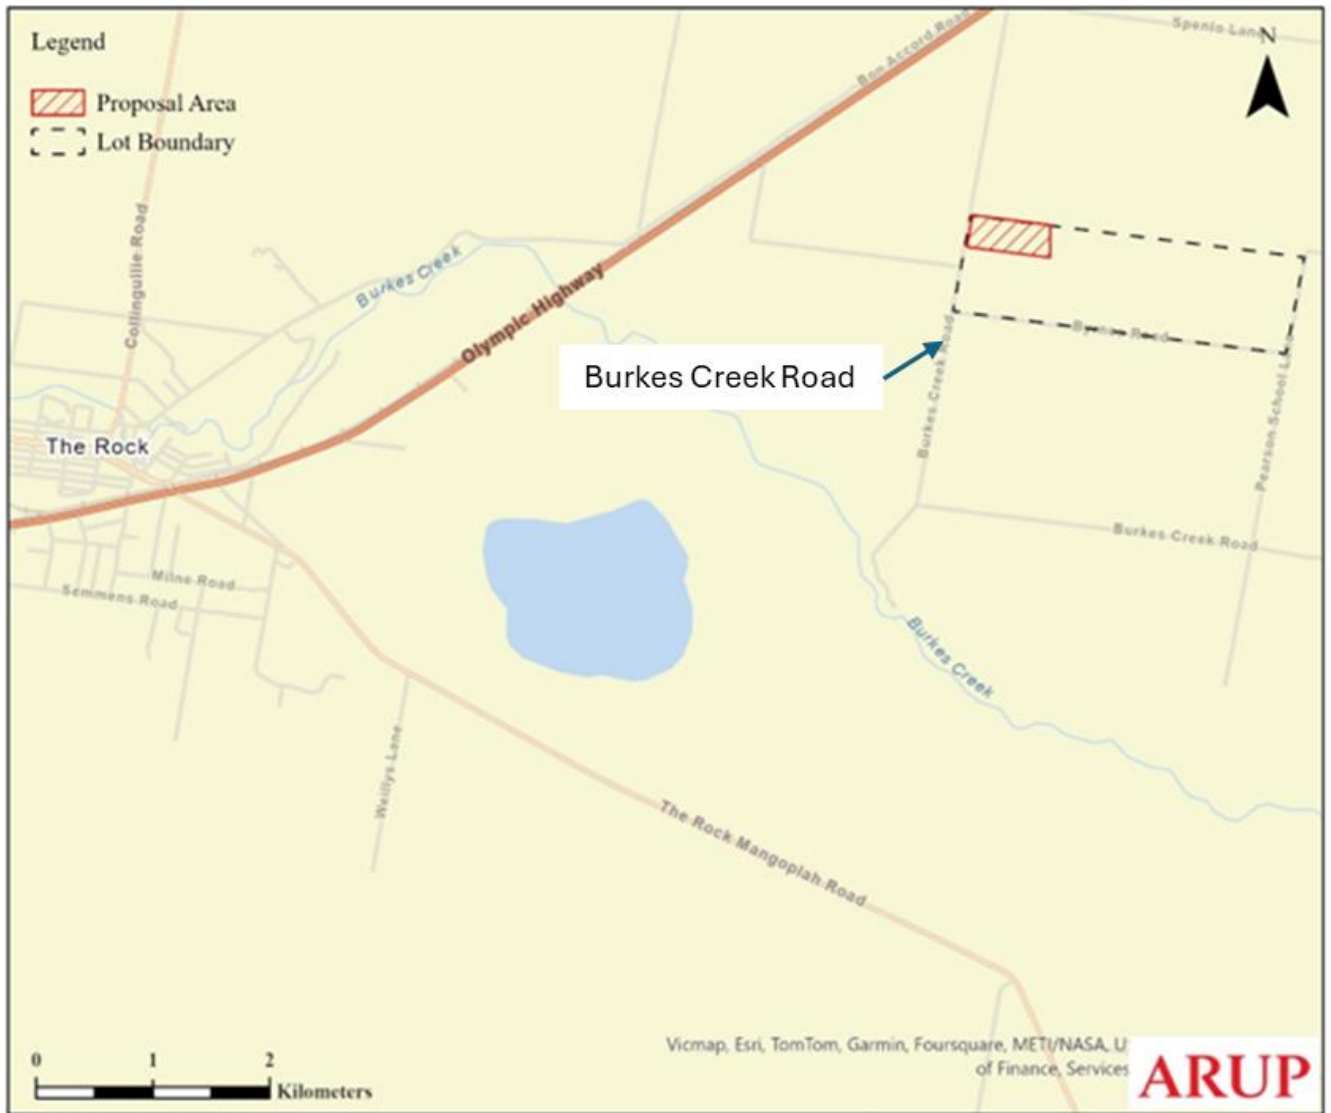 Legend
Proposal Area
Lot Boundary
Bon Accord Road
Spenlo Lane
N
Collingullie Road
Burkes Creek
Olympic Highway
Burkes Creek Road
Burkes Creek Road
Pearson School Lane
The Rock
Burkes Creek Road
Milne Road
Semmens Road
Burkes Creek
Weillys Lane
The Rock Mangoplah Road
0 1 2
Kilometers
Vicmap, Esri, TomTom, Garmin, Foursquare, METI/NASA, U
of Finance, Services
ARUP